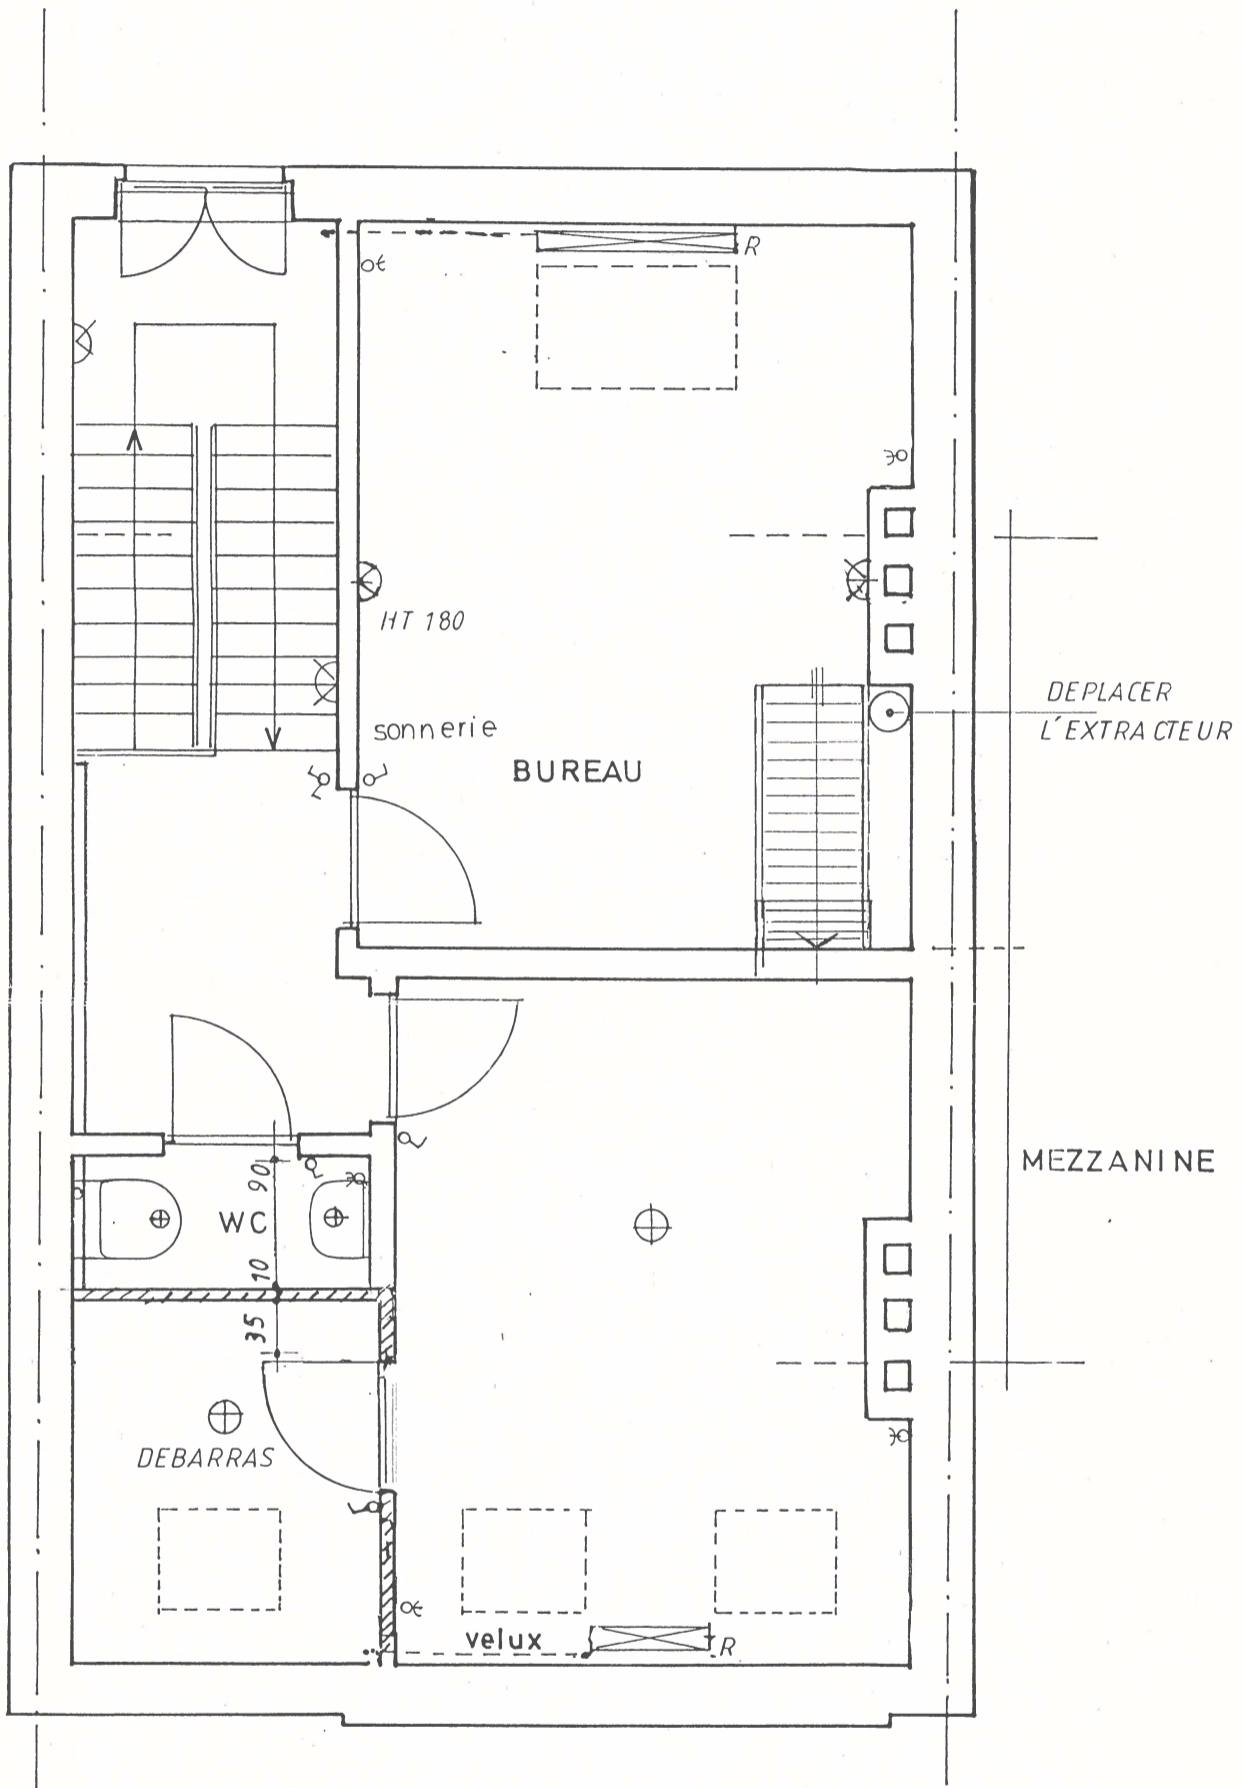 R
HT 180
DEPLACER
L'EXTRACTEUR
sonnerie
BUREAU
MEZZANINE
90
WC
10
35
DEBARRAS
velux
R